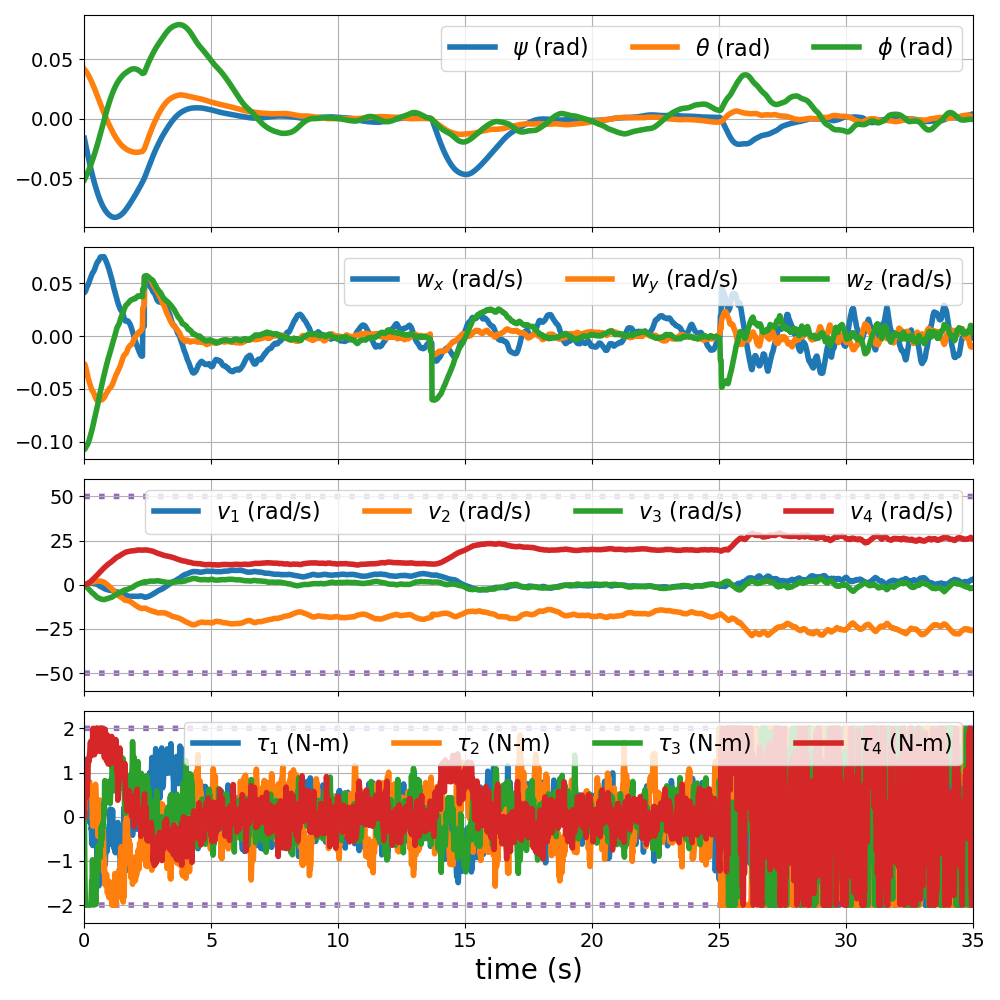 ψ (rad) θ (rad) ϕ (rad)
0.05
0.00
−0.05
w_x (rad/s) w_y (rad/s) w_z (rad/s)
0.05
0.00
−0.05
−0.10
v_1 (rad/s) v_2 (rad/s) v_3 (rad/s) v_4 (rad/s)
50
25
0
−25
−50
τ_1 (N-m) τ_2 (N-m) τ_3 (N-m) τ_4 (N-m)
2
1
0
−1
−2
0 5 10 15 20 25 30 35
time (s)